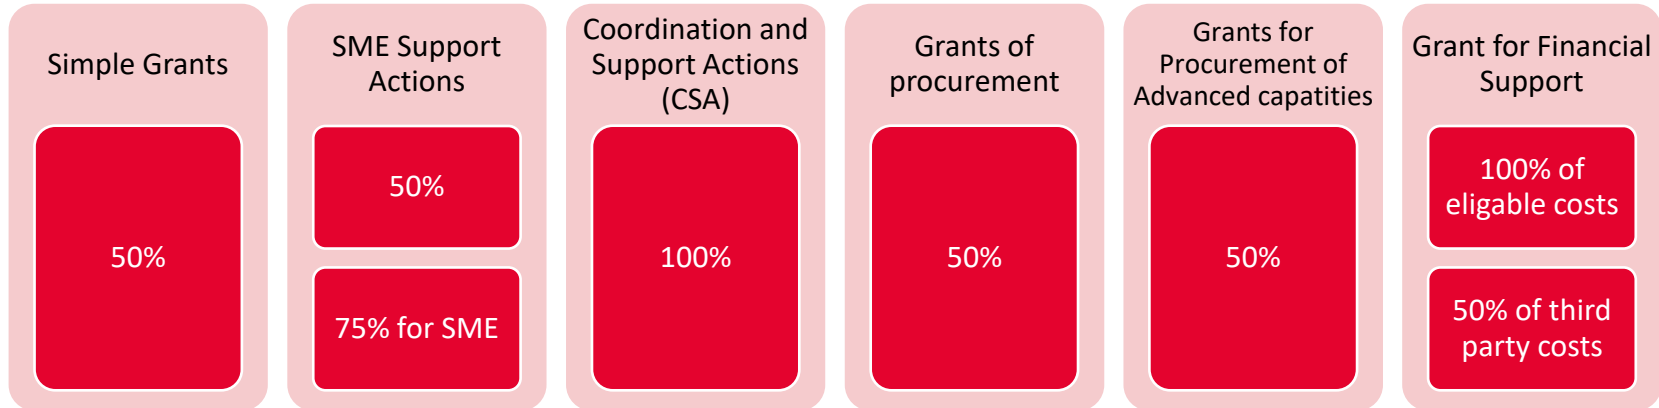 Simple Grants
50%
SME Support
Actions
50%
75% for SME
Coordination and
Support Actions
(CSA)
100%
Grants of
procurement
50%
Grants for
Procurement of
Advanced capatities
50%
Grant for Financial
Support
100% of
eligable costs
50% of third
party costs